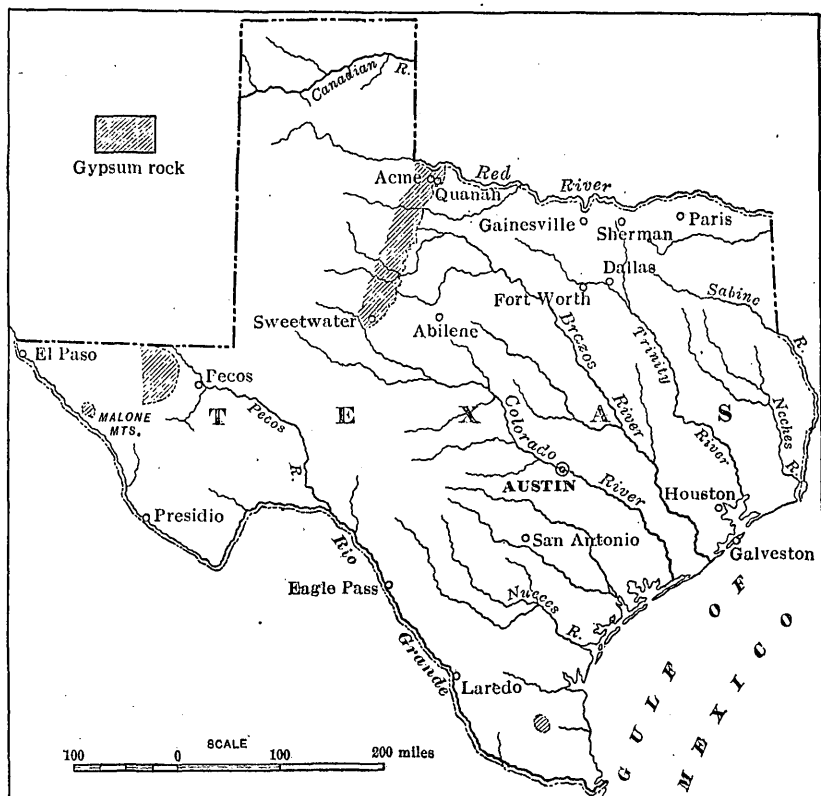 Canadian R.
Gypsum rock
Acme
Quanah
Red River
Gainesville
Sherman
Paris
Dallas
Fort Worth
Sabine R.
Sweetwater
Abilene
Brazos River
Trinity River
El Paso
Pecos
MALONE MTS.
Pecos R.
TEXAS
Colorado River
Neches R.
AUSTIN
Houston
Presidio
Rio Grande
San Antonio
Galveston
Eagle Pass
Nueces R.
Laredo
GULF OF MEXICO
SCALE
100 0 100 200 miles